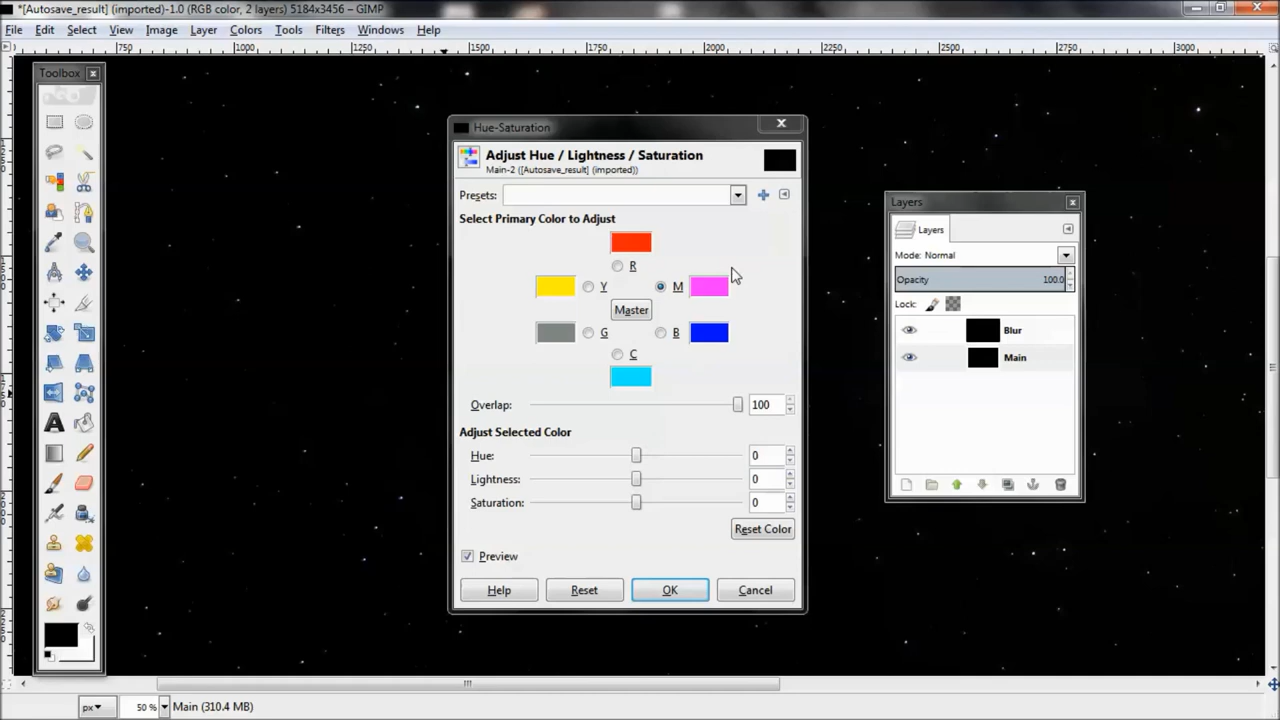 *[Autosave_result] (imported)-1.0 (RGB color, 2 layers) 5184x3456 – GIMP
File Edit Select View Image Layer Colors Tools Filters Windows Help
750 1000 1250 1500 1750 2000 2250 2500 2750 3000
Toolbox
Hue-Saturation
Adjust Hue / Lightness / Saturation
Main-2 ([Autosave_result] (imported))
Presets:
Select Primary Color to Adjust
R
Y M
Master
G B
C
Overlap: 100
Adjust Selected Color
Hue: 0
Lightness: 0
Saturation: 0
Reset Color
Preview
Help Reset OK Cancel
Layers
Layers
Mode: Normal
Opacity 100.0
Lock:
Blur
Main
px 50 % Main (310.4 MB)